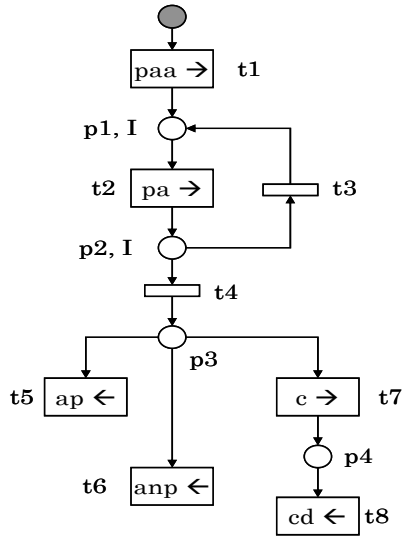 paa → t1
p1, I
t2 pa → t3
p2, I
t4
p3
t5 ap ← c → t7
p4
t6 anp ←
cd ← t8